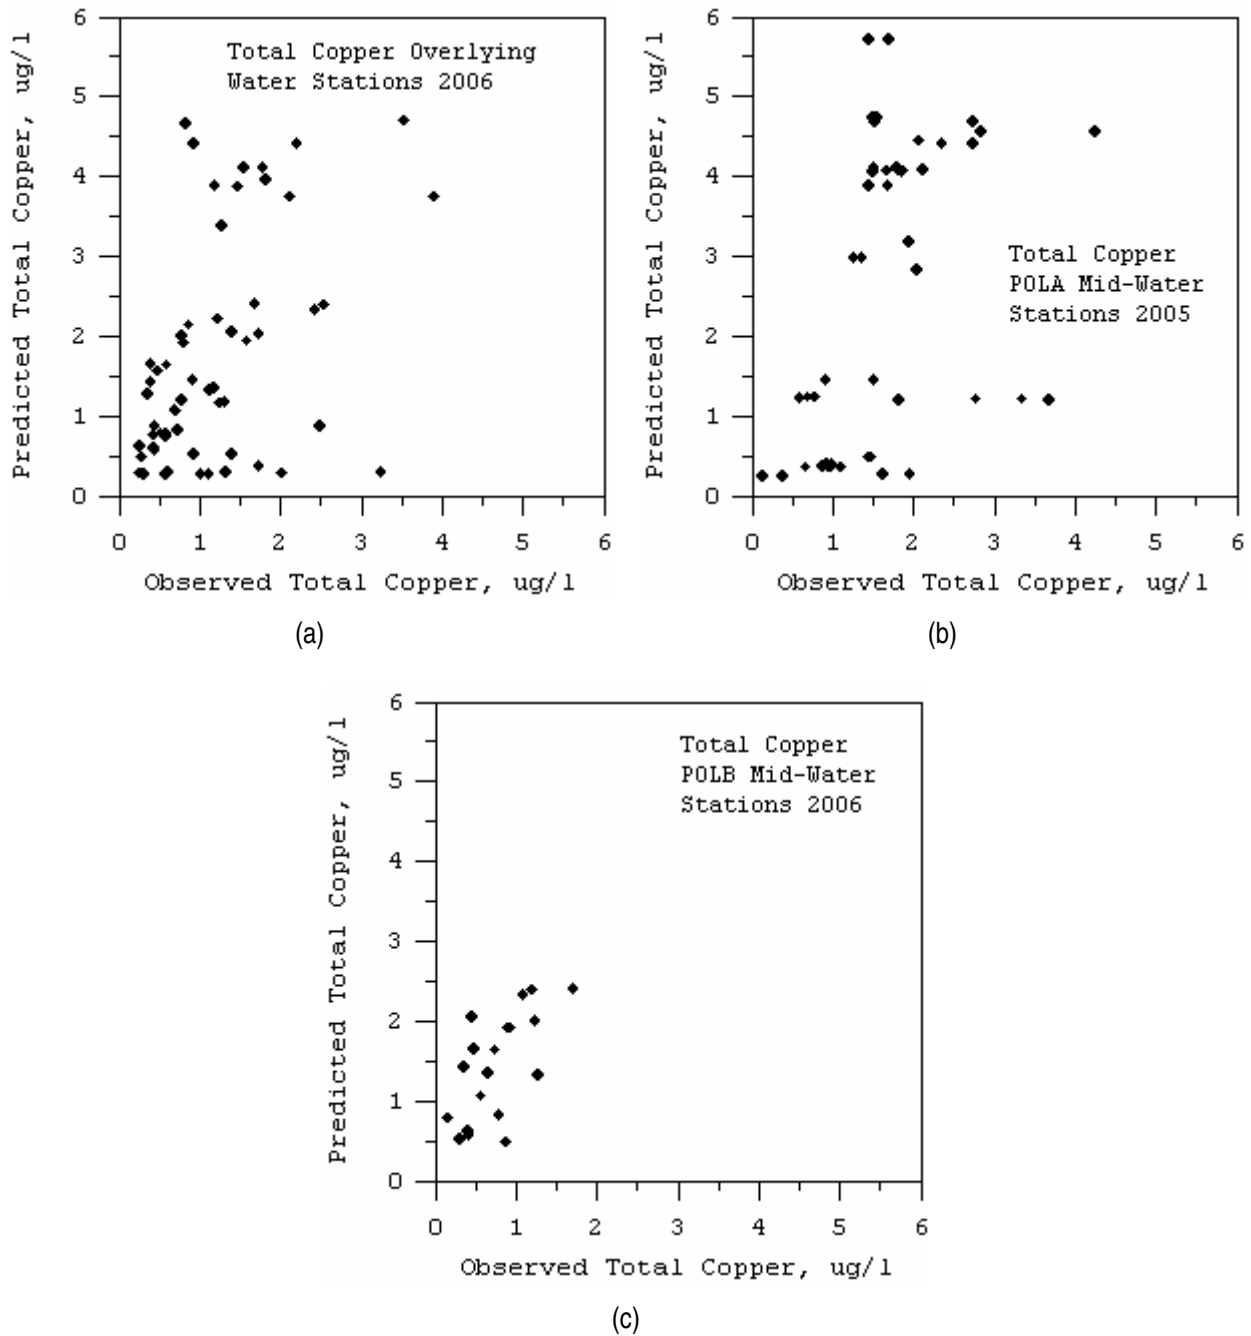 Predicted Total Copper, ug/l
6
5
4
3
2
1
0
Total Copper Overlying
Water Stations 2006
0 1 2 3 4 5 6
Observed Total Copper, ug/l
(a)
Predicted Total Copper, ug/l
6
5
4
3
2
1
0
Total Copper
POLA Mid-Water
Stations 2005
0 1 2 3 4 5 6
Observed Total Copper, ug/l
(b)
Predicted Total Copper, ug/l
6
5
4
3
2
1
0
Total Copper
POLB Mid-Water
Stations 2006
0 1 2 3 4 5 6
Observed Total Copper, ug/l
(c)